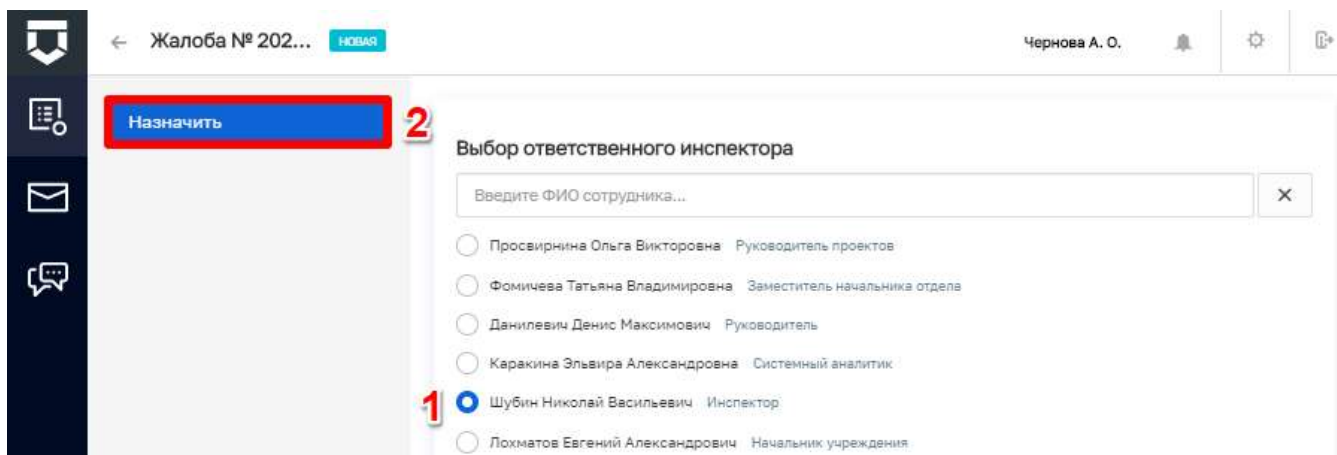 ← Жалоба № 202... НОВАЯ Чернова А. О.
Назначить 2
Выбор ответственного инспектора
Введите ФИО сотрудника... ×
Просвирнина Ольга Викторовна Руководитель проектов
Фомичева Татьяна Владимировна Заместитель начальника отдела
Данилевич Денис Максимович Руководитель
Каракина Эльвира Александровна Системный аналитик
1 Шубин Николай Васильевич Инспектор
Лохматов Евгений Александрович Начальник учреждения